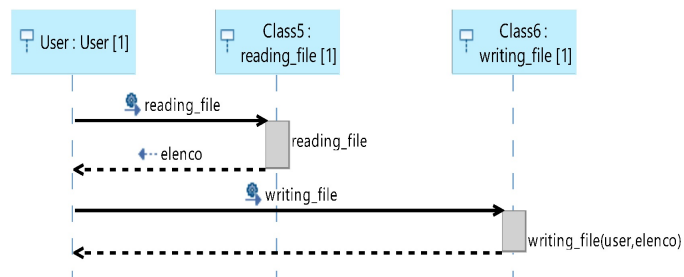 User : User [1]
Class5 :
reading_file [1]
Class6 :
writing_file [1]
reading_file
reading_file
elenco
writing_file
writing_file(user,elenco)